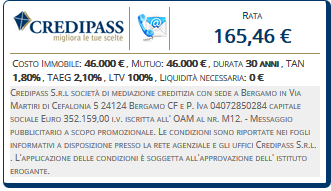 CREDIPASS
migliora le tue scelte
RATA
165,46 €
COSTO IMMOBILE: 46.000 €, MUTUO: 46.000 €, DURATA 30 ANNI, TAN
1,80%, TAEG 2,10%, LTV 100%, LIQUIDITÀ NECESSARIA: 0 €
CREDIPASS S.R.L SOCIETÀ DI MEDIAZIONE CREDITIZIA CON SEDE A BERGAMO IN VIA
MARTIRI DI CEFALONIA 5 24124 BERGAMO CF E P. IVA 04072850284 CAPITALE
SOCIALE EURO 352.159,00 I.V. ISCRITTA ALL' OAM AL NR. M12. - MESSAGGIO
PUBBLICITARIO A SCOPO PROMOZIONALE. LE CONDIZIONI SONO RIPORTATE NEI FOGLI
INFORMATIVI A DISPOSIZIONE PRESSO LA RETE AGENZIALE E GLI UFFICI CREDIPASS S.R.L.
. L'APPLICAZIONE DELLE CONDIZIONI È SOGGETTA ALL'APPROVAZIONE DELL' ISTITUTO
EROGANTE.